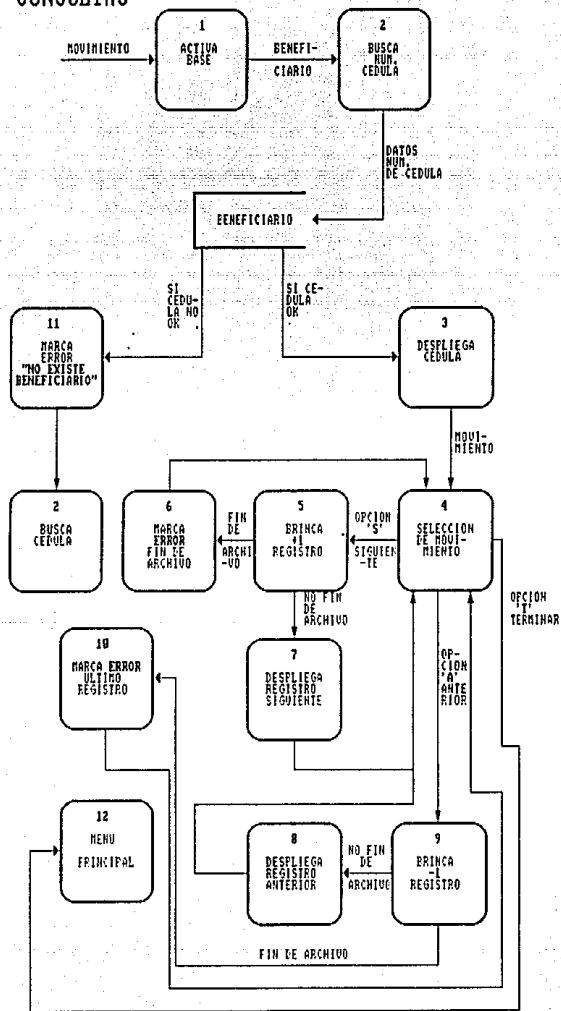 CONSULTAS
1
ACTIVA
BASE
2
BUSCA
NUM.
CEDULA
MOVIMIENTO
BENEFI-
CIARIO
DATOS
NUM.
DE CEDULA
BENEFICIARIO
SI
CEDU-
LA NO
OK
SI CE-
DULA
OK
11
MARCA
ERROR
"NO EXISTE
BENEFICIARIO"
3
DESPLIEGA
CEDULA
MOVI-
MIENTO
2
BUSCA
CEDULA
6
MARCA
ERROR
FIN DE
ARCHIVO
FIN
DE
ARCHI
-VO
5
BRINCA
+1
REGISTRO
OPCION
'S'
SIGUIEN
-TE
4
SELECCION
DE MOVI-
MIENTO
OPCION
'T'
TERMINAR
NO FIN
DE
ARCHIVO
10
MARCA ERROR
ULTIMO
REGISTRO
7
DESPLIEGA
REGISTRO
SIGUIENTE
OP-
CION
'A'
ANTE
RIOR
12
MENU
PRINCIPAL
8
DESPLIEGA
REGISTRO
ANTERIOR
NO FIN
DE
ARCHIVO
9
BRINCA
-1
REGISTRO
FIN DE ARCHIVO